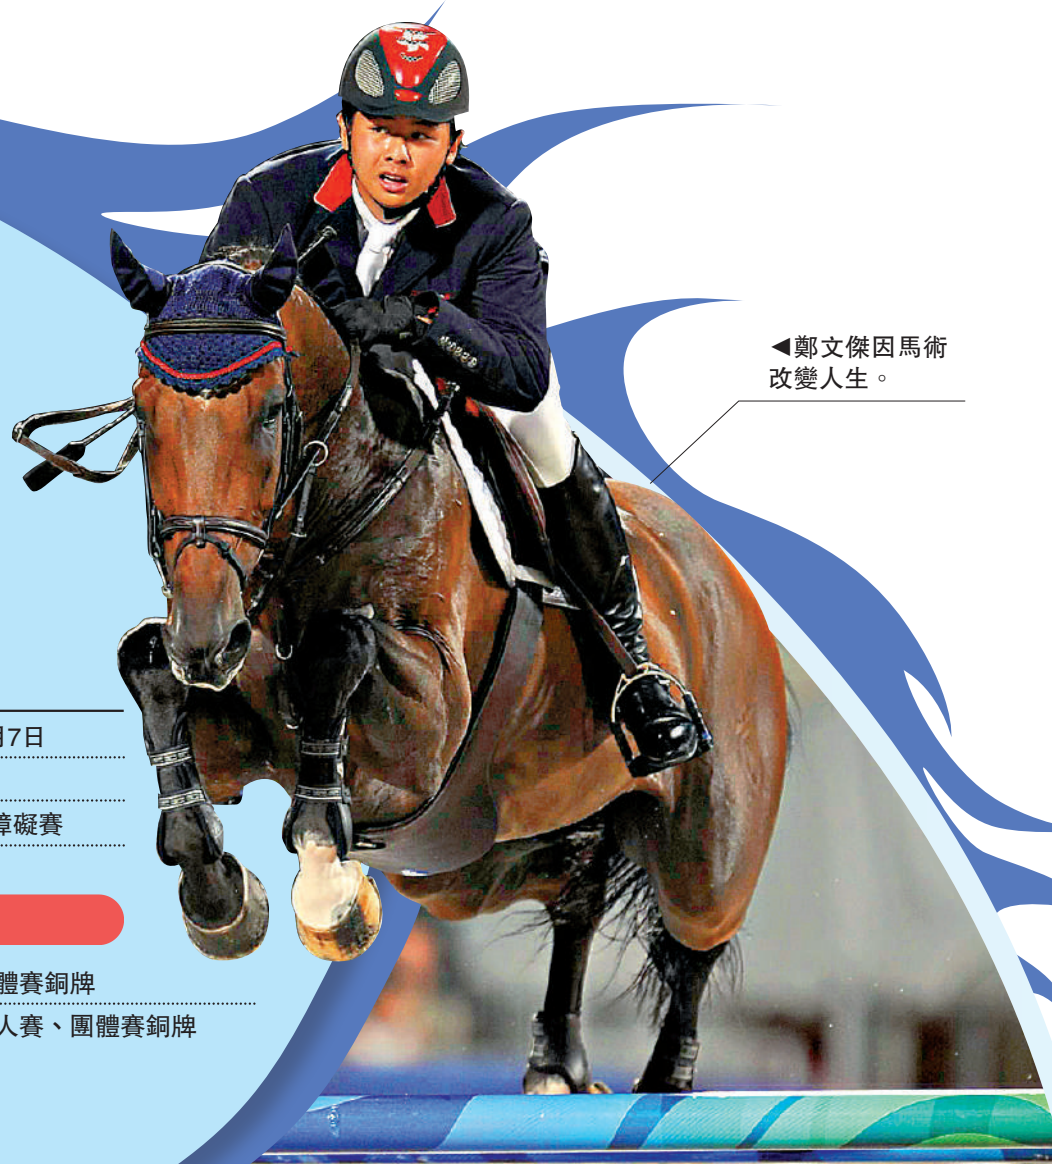 ◀鄭文傑因馬術
改變人生。
月7日
障礙賽
體賽銅牌
人賽、團體賽銅牌